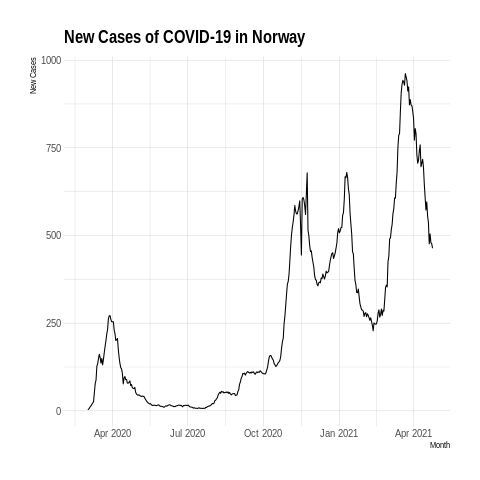 New Cases of COVID-19 in Norway
New Cases
1000
750
500
250
0
Apr 2020
Jul 2020
Oct 2020
Jan 2021
Apr 2021
Month